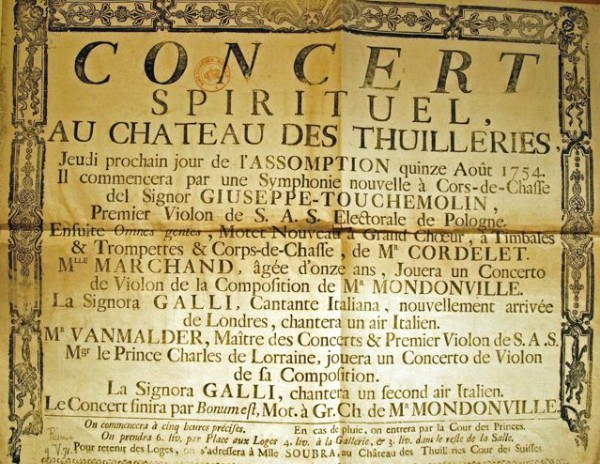 CONCERT
SPIRITUEL,
AU CHATEAU DES THUILLERIES,
Jeudi prochain jour de l'ASSOMPTION quinze Août 1754.
Il commencera par une Symphonie nouvelle à Cors-de-Chasse
del Signor GIUSEPPE-TOUCHEMOLIN,
Premier Violon de S. A. S. Electorale de Pologne.
Ensuite Omnes gentes, Motet Nouveau à Grand Chœur, à Timbales
& Trompettes & Corps-de-Chasse, de Mr CORDELET.
Mlle MARCHAND, âgée d'onze ans, Jouera un Concerto
de Violon de la Composition de Mr MONDONVILLE.
La Signora GALLI, Cantante Italiana, nouvellement arrivée
de Londres, chantera un air Italien.
Mr VANMALDER, Maître des Concerts & Premier Violon de S. A. S.
Mgr le Prince Charles de Lorraine, jouera un Concerto de Violon
de sa Composition.
La Signora GALLI, chantera un second air Italien.
Le Concert finira par Bonum est, Mot. à Gr. Ch. de Mr MONDONVILLE.
On commencera à cinq heures précises. En cas de pluie, on entrera par la Cour des Princes.
On prendra 6. liv. par Place aux Loges 4. liv. à la Gallerie, & 3. liv. dans le reste de la Salle.
Pour retenir des Loges, on s'adressera à Mlle SOUBRA, au Château des Thuilleries Cour des Suisses.